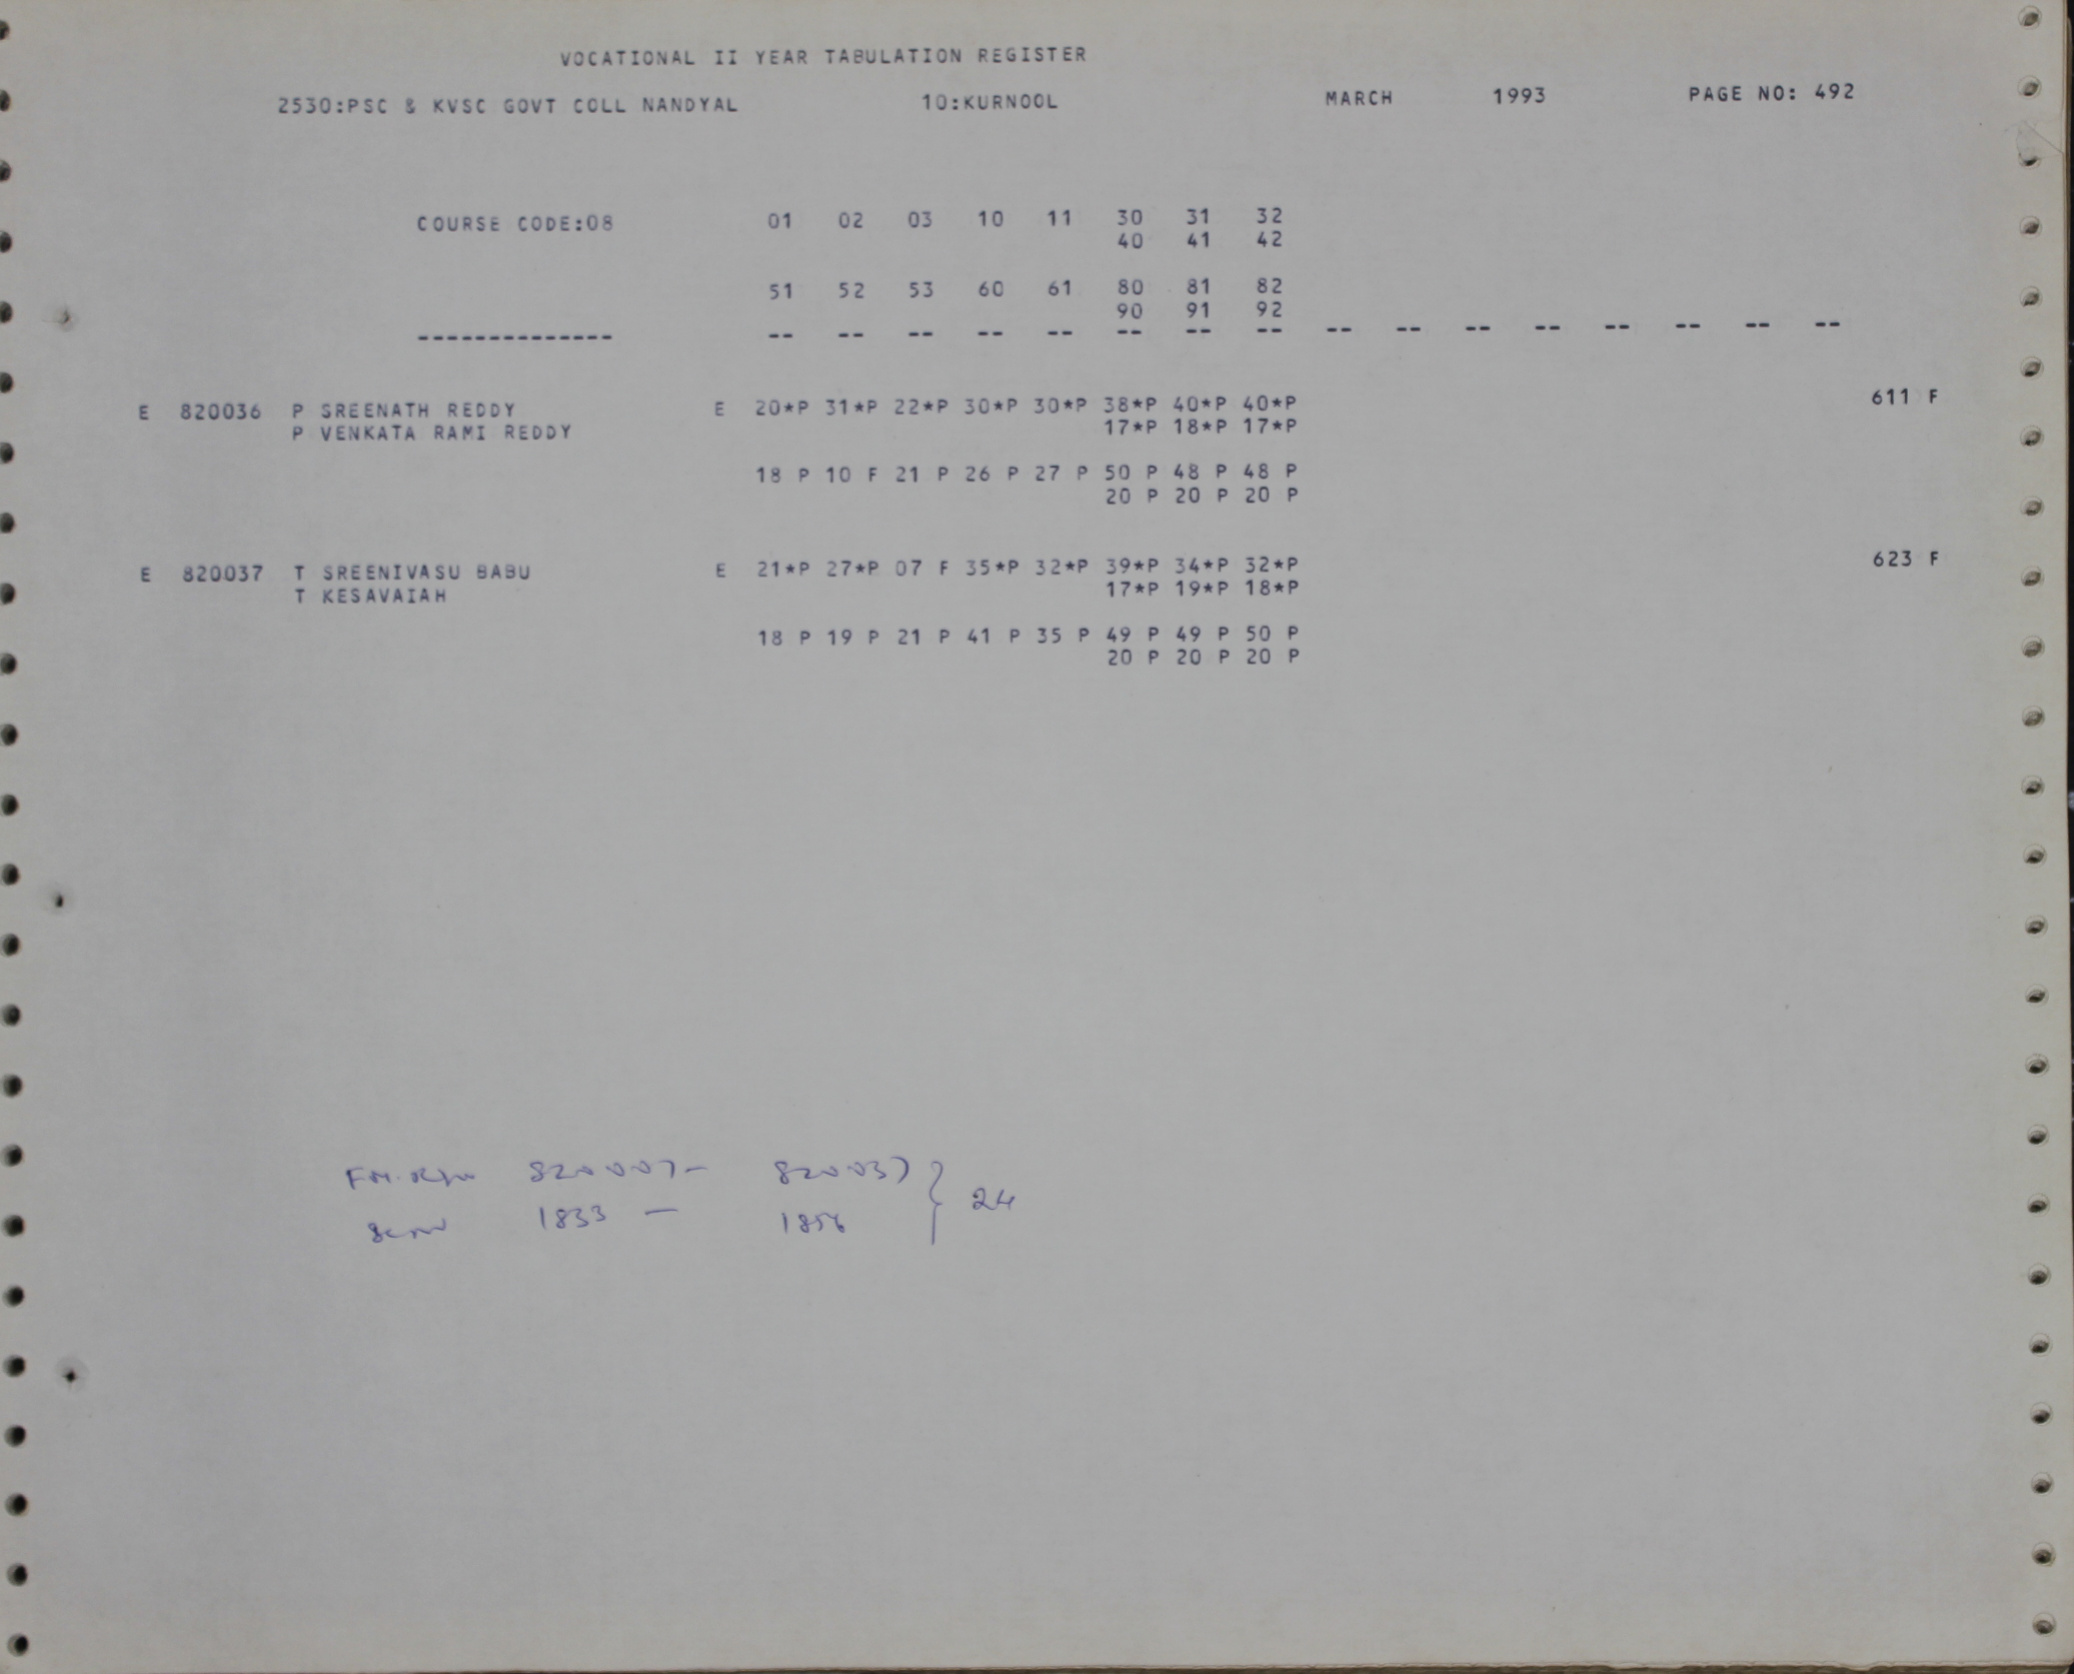 VOCATIONAL II YEAR TABULATION REGISTER
2530:PSC & KVSC GOVT COLL NANDYAL 10:KURNOOL MARCH 1993 PAGE NO: 492
COURSE CODE:08 01 02 03 10 11 30 31 32
40 41 42
51 52 53 60 61 80 81 82
90 91 92
-------------- -- -- -- -- -- -- -- -- -- -- -- -- -- -- -- --
E 820036 P SREENATH REDDY E 20*P 31*P 22*P 30*P 30*P 38*P 40*P 40*P 611 F
P VENKATA RAMI REDDY 17*P 18*P 17*P
18 P 10 F 21 P 26 P 27 P 50 P 48 P 48 P
20 P 20 P 20 P
E 820037 T SREENIVASU BABU E 21*P 27*P 07 F 35*P 32*P 39*P 34*P 32*P 623 F
T KESAVAIAH 17*P 19*P 18*P
18 P 19 P 21 P 41 P 35 P 49 P 49 P 50 P
20 P 20 P 20 P
820007 - 820037 } 24
1833 - 1856